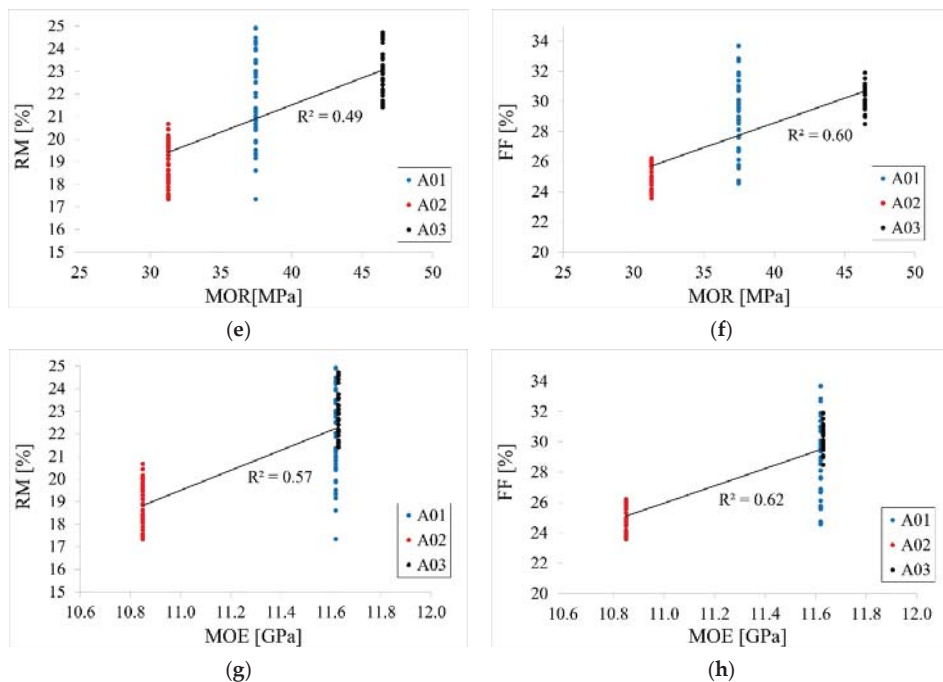 25
24
23
22
21
20
19
18
17
16
15
RM [%]
R² = 0.49
A01
A02
A03
25 30 35 40 45 50
MOR[MPa]
(e)
34
32
30
28
26
24
22
20
FF [%]
R² = 0.60
A01
A02
A03
25 30 35 40 45 50
MOR [MPa]
(f)
25
24
23
22
21
20
19
18
17
16
15
RM [%]
R² = 0.57
A01
A02
A03
10.6 10.8 11.0 11.2 11.4 11.6 11.8 12.0
MOE [GPa]
(g)
34
32
30
28
26
24
22
20
FF [%]
R² = 0.62
A01
A02
A03
10.6 10.8 11.0 11.2 11.4 11.6 11.8 12.0
MOE [GPa]
(h)